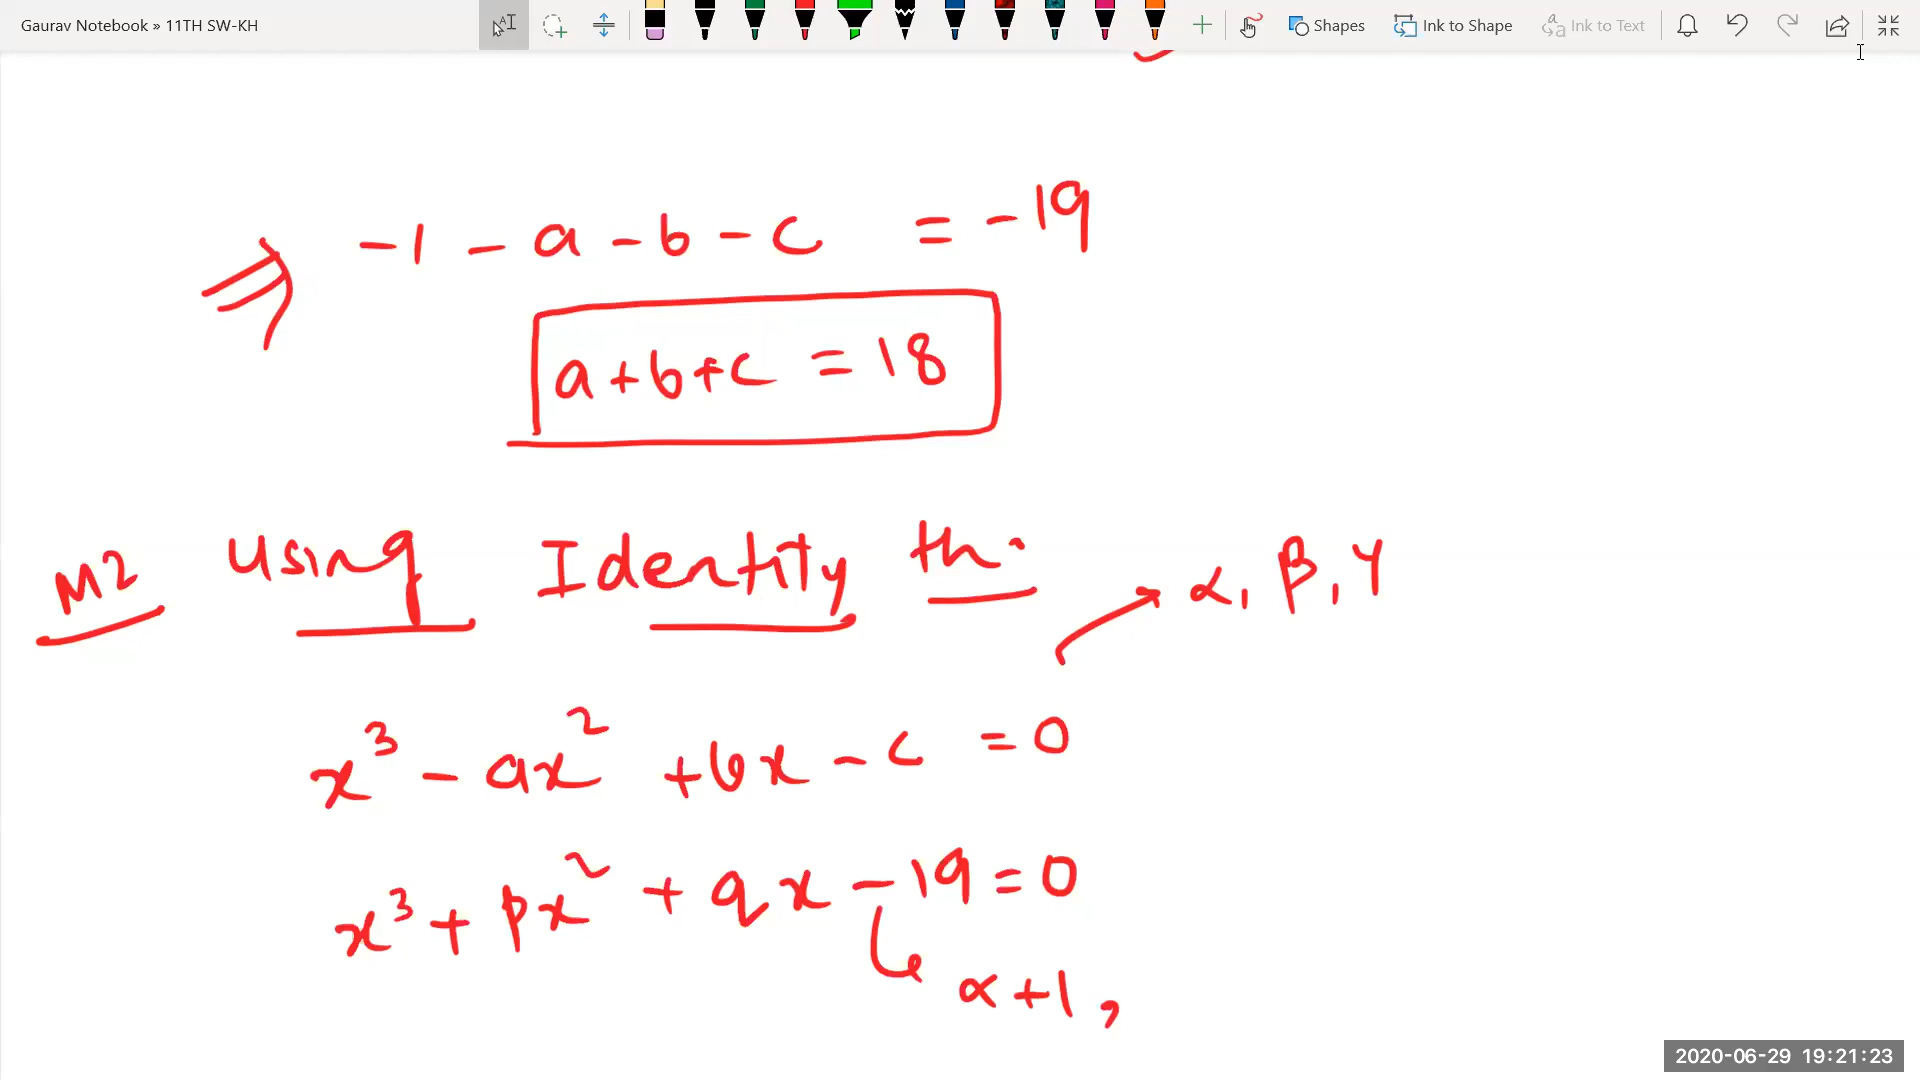 Gaurav Notebook » 11TH SW-KH
Shapes Ink to Shape Ink to Text
⇒ -1 - a - b - c = -19
a+b+c = 18
M2 Using Identity th:
α, β, γ
x³ - ax² + bx - c = 0
x³ + px² + qx - 19 = 0
α+1,
2020-06-29 19:21:23